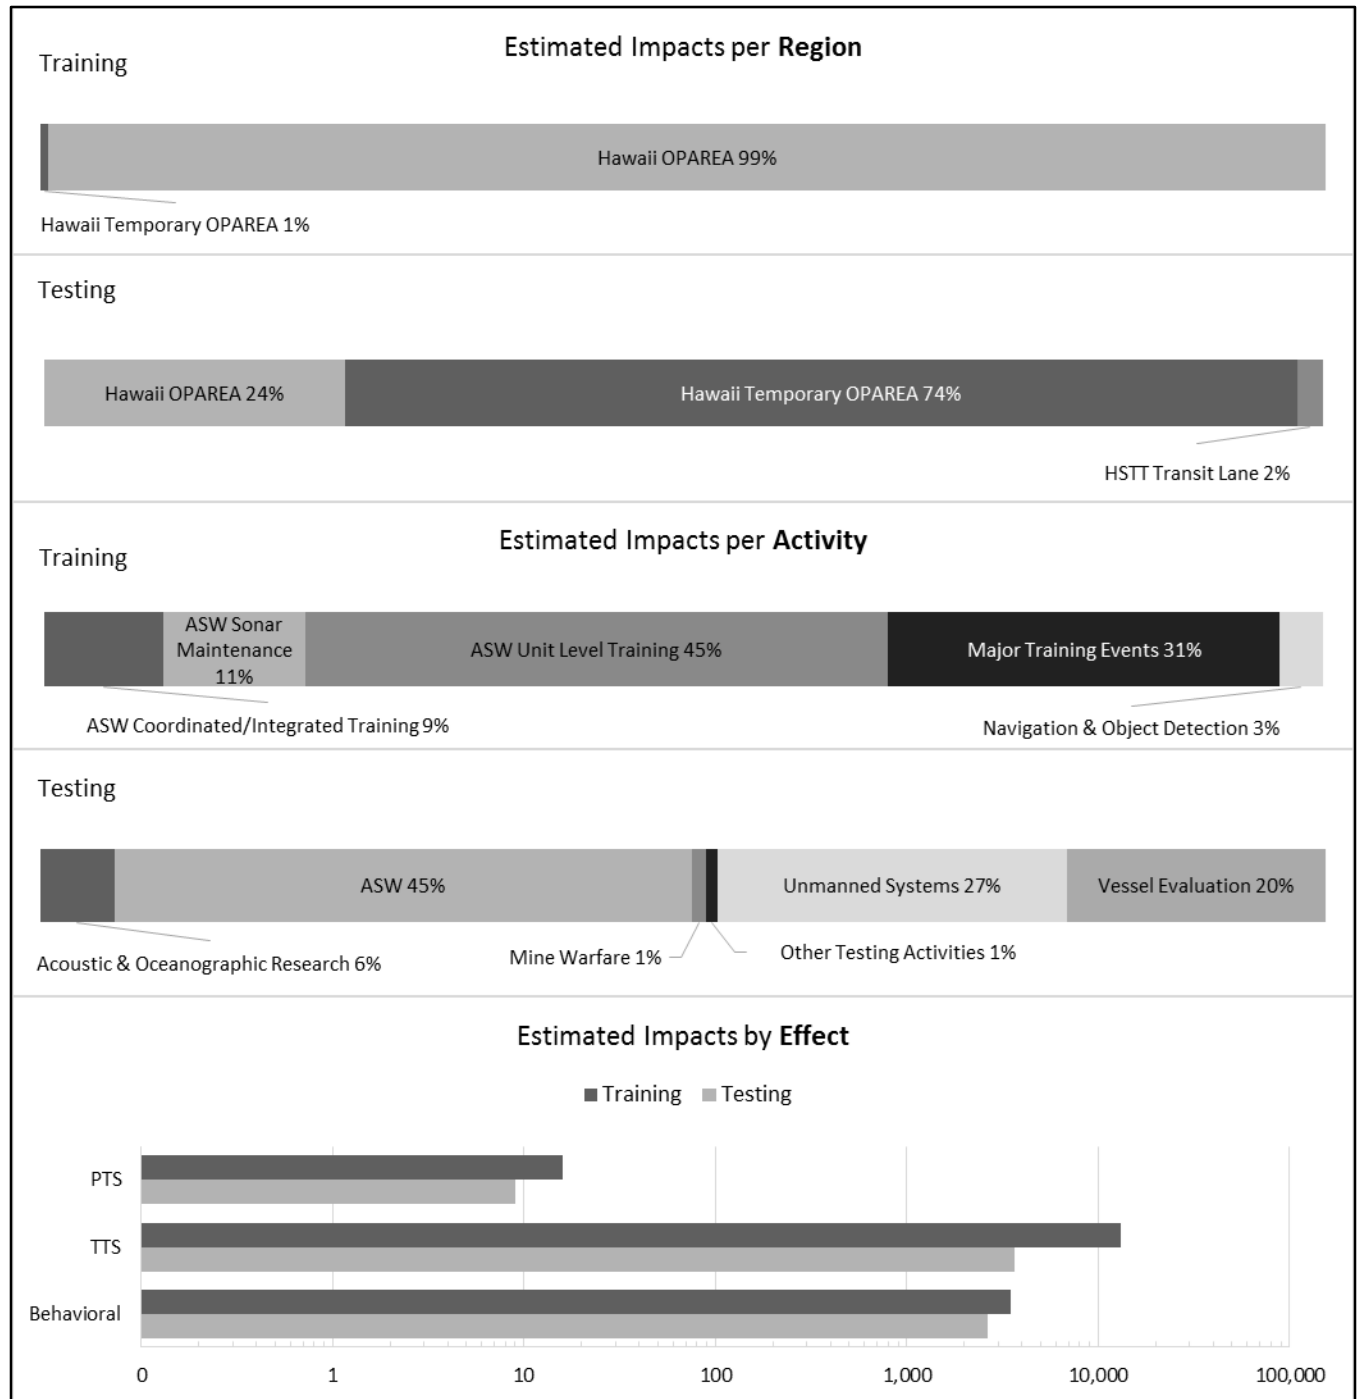 Estimated Impacts per Region
Training
Hawaii OPAREA 99%
Hawaii Temporary OPAREA 1%
Testing
Hawaii OPAREA 24%
Hawaii Temporary OPAREA 74%
HSTT Transit Lane 2%
Estimated Impacts per Activity
Training
ASW Sonar
Maintenance
11%
ASW Unit Level Training 45%
Major Training Events 31%
ASW Coordinated/Integrated Training 9%
Navigation & Object Detection 3%
Testing
ASW 45%
Unmanned Systems 27%
Vessel Evaluation 20%
Acoustic & Oceanographic Research 6%
Mine Warfare 1%
Other Testing Activities 1%
Estimated Impacts by Effect
Training
Testing
PTS
TTS
Behavioral
0 1 10 100 1,000 10,000 100,000